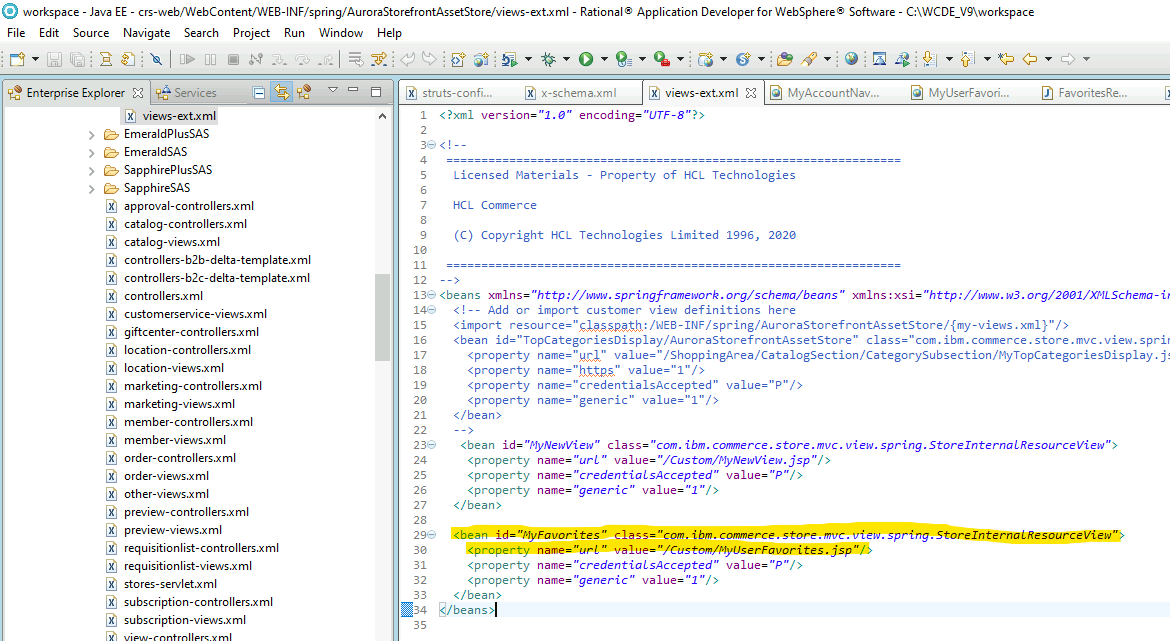 workspace - Java EE - crs-web/WebContent/WEB-INF/spring/AuroraStorefrontAssetStore/views-ext.xml - Rational® Application Developer for WebSphere® Software - C:\WCDE_V9\workspace
File Edit Source Navigate Search Project Run Window Help
Enterprise Explorer Services
views-ext.xml
EmeraldPlusSAS
EmeraldSAS
SapphirePlusSAS
SapphireSAS
approval-controllers.xml
catalog-controllers.xml
catalog-views.xml
controllers-b2b-delta-template.xml
controllers-b2c-delta-template.xml
controllers.xml
customerservice-views.xml
giftcenter-controllers.xml
location-controllers.xml
location-views.xml
marketing-controllers.xml
marketing-views.xml
member-controllers.xml
member-views.xml
order-controllers.xml
order-views.xml
other-views.xml
preview-controllers.xml
preview-views.xml
requisitionlist-controllers.xml
requisitionlist-views.xml
stores-servlet.xml
subscription-controllers.xml
subscription-views.xml
view-controllers.xml
struts-confi... x-schema.xml views-ext.xml MyAccountNav... MyUserFavori... FavoritesRe...
1 <?xml version="1.0" encoding="UTF-8"?>
2
3 <!--
4 =================================================================
5 Licensed Materials - Property of HCL Technologies
6
7 HCL Commerce
8
9 (C) Copyright HCL Technologies Limited 1996, 2020
10
11 =================================================================
12 -->
13 <beans xmlns="http://www.springframework.org/schema/beans" xmlns:xsi="http://www.w3.org/2001/XMLSchema-in
14 <!-- Add or import customer view definitions here
15 <import resource="classpath:/WEB-INF/spring/AuroraStorefrontAssetStore/{my-views.xml}"/>
16 <bean id="TopCategoriesDisplay/AuroraStorefrontAssetStore" class="com.ibm.commerce.store.mvc.view.sprin
17 <property name="url" value="/ShoppingArea/CatalogSection/CategorySubsection/MyTopCategoriesDisplay.js
18 <property name="https" value="1"/>
19 <property name="credentialsAccepted" value="P"/>
20 <property name="generic" value="1"/>
21 </bean>
22 -->
23 <bean id="MyNewView" class="com.ibm.commerce.store.mvc.view.spring.StoreInternalResourceView">
24 <property name="url" value="/Custom/MyNewView.jsp"/>
25 <property name="credentialsAccepted" value="P"/>
26 <property name="generic" value="1"/>
27 </bean>
28
29 <bean id="MyFavorites" class="com.ibm.commerce.store.mvc.view.spring.StoreInternalResourceView">
30 <property name="url" value="/Custom/MyUserFavorites.jsp"/>
31 <property name="credentialsAccepted" value="P"/>
32 <property name="generic" value="1"/>
33 </bean>
34 </beans>
35